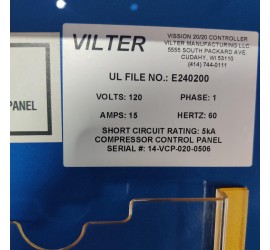 VILTER
VISSION 20/20 CONTROLLER
VILTER MANUFACTURING LLC
5555 SOUTH PACKARD AVE.
CUDAHY, WI 53110
(414) 744-0111
UL FILE NO.: E240200
VOLTS: 120 PHASE: 1
PANEL
AMPS: 15 HERTZ: 60
SHORT CIRCUIT RATING: 5kA
COMPRESSOR CONTROL PANEL
SERIAL #: 14-VCP-020-0506